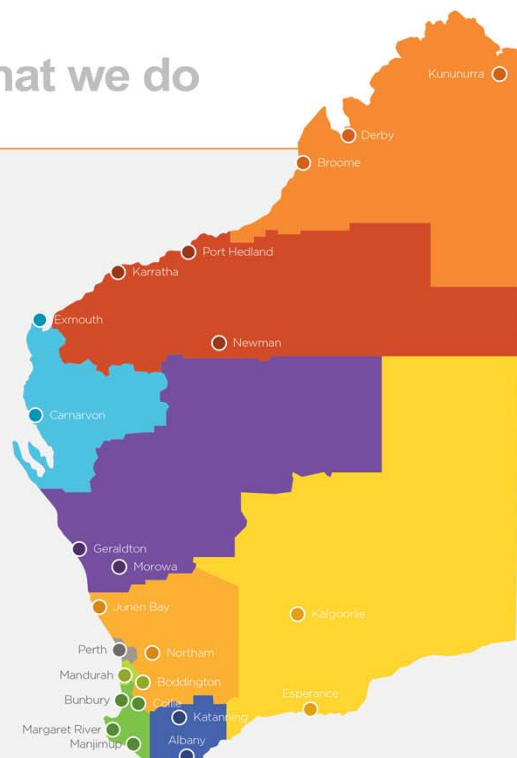 hat we do
Kununurra
Derby
Broome
Port Hedland
Karratha
Exmouth
Newman
Carnarvon
Geraldton
Morowa
Jurien Bay
Kalgoorlie
Perth
Northam
Mandurah
Boddington
Esperance
Bunbury
Collie
Katanning
Margaret River
Manjimup
Albany